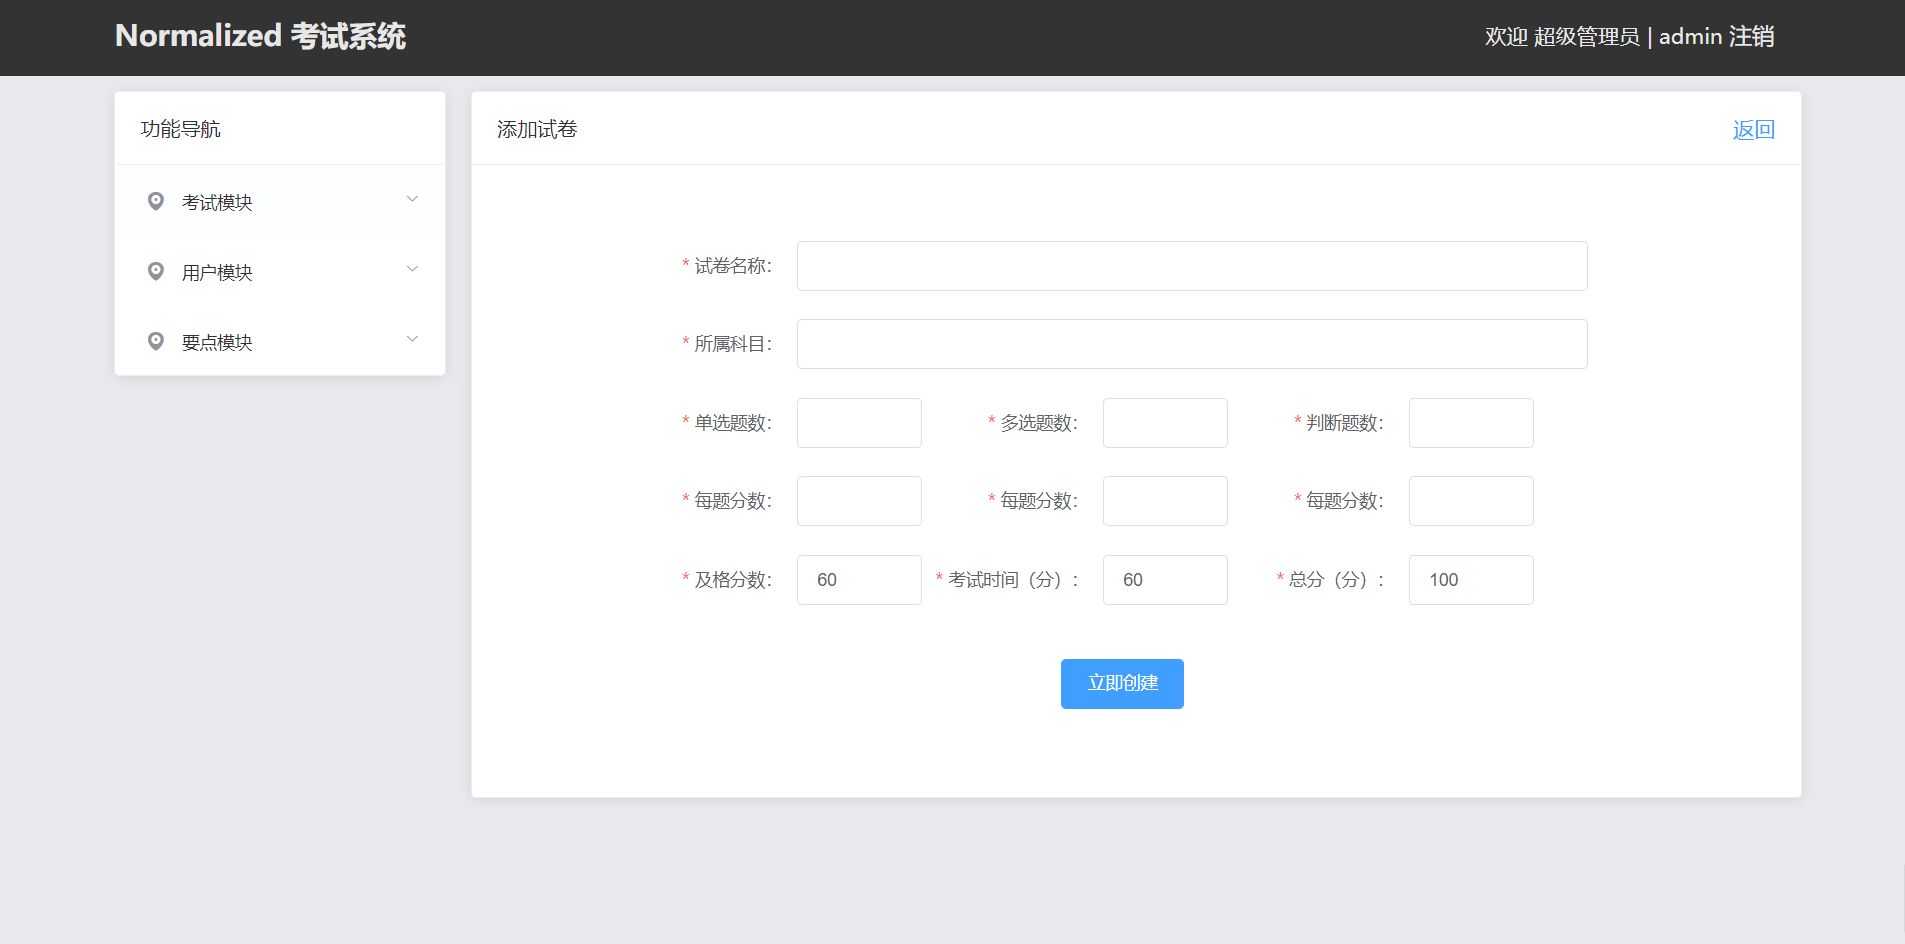 Normalized 考试系统
欢迎 超级管理员 | admin 注销
功能导航
考试模块
用户模块
要点模块
添加试卷
返回
* 试卷名称：
* 所属科目：
* 单选题数： * 多选题数： * 判断题数：
* 每题分数： * 每题分数： * 每题分数：
* 及格分数： 60 * 考试时间（分）： 60 * 总分（分）： 100
立即创建